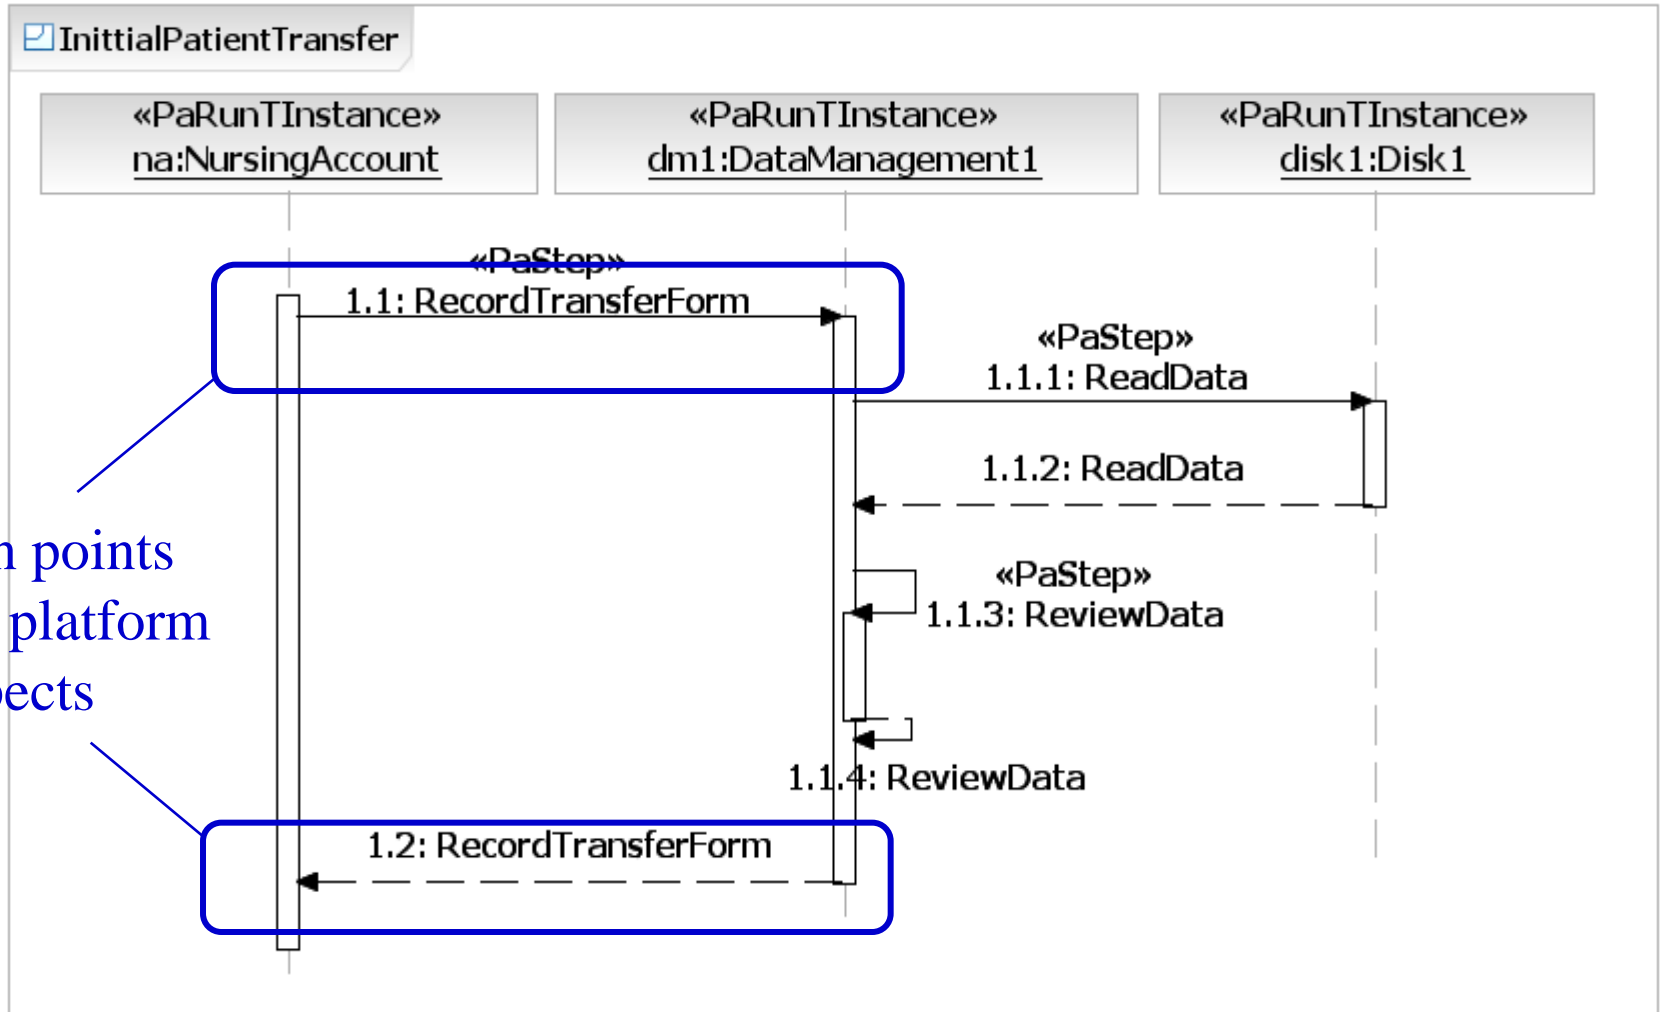 InittialPatientTransfer
«PaRunTInstance»
na:NursingAccount
«PaRunTInstance»
dm1:DataManagement1
«PaRunTInstance»
disk1:Disk1
«PaStep»
1.1: RecordTransferForm
«PaStep»
1.1.1: ReadData
1.1.2: ReadData
points
platform
«PaStep»
1.1.3: ReviewData
1.1.4: ReviewData
1.2: RecordTransferForm